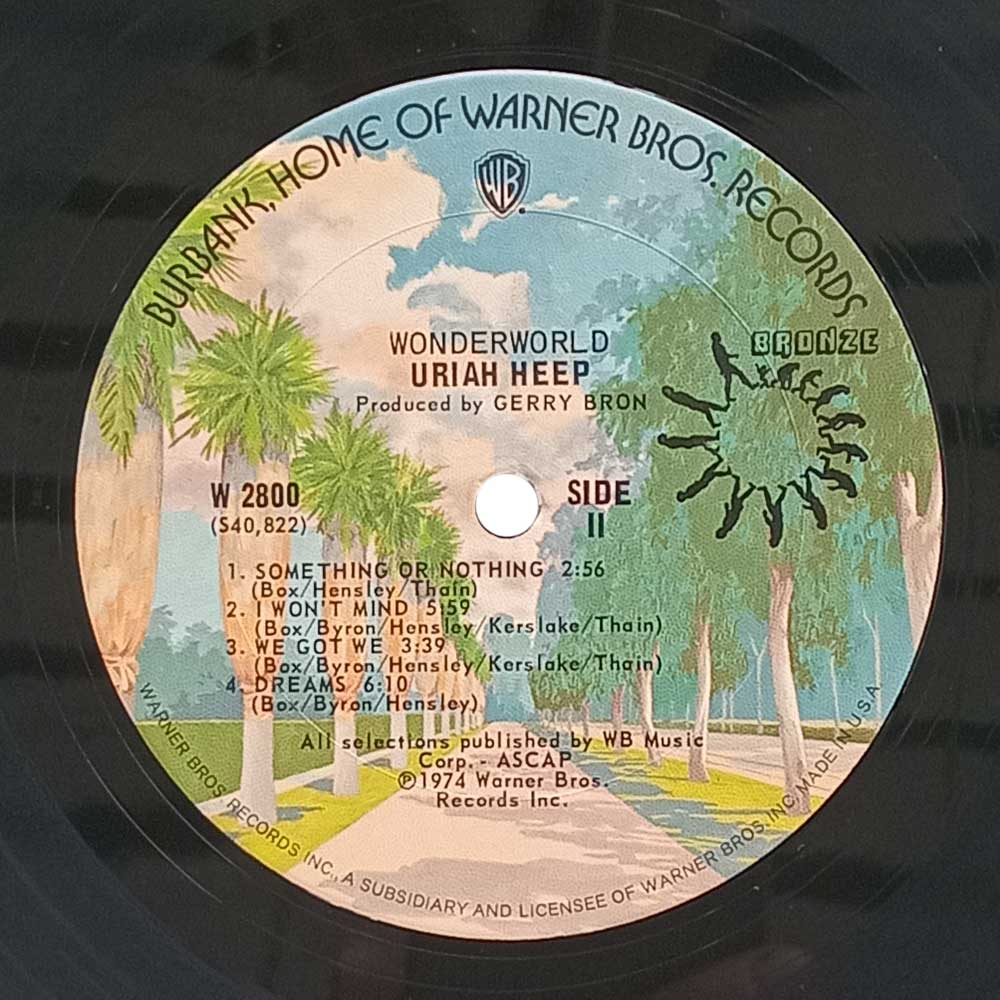 BURBANK, HOME OF WARNER BROS. RECORDS
WB
WONDERWORLD
URIAH HEEP
Produced by GERRY BRON
BRONZE
W 2800
(S40,822)
SIDE
II
1. SOMETHING OR NOTHING 2:56
(Box/Hensley/Thain)
2. I WON'T MIND 5:59
(Box/Byron/Hensley/Kerslake/Thain)
3. WE GOT WE 3:39
(Box/Byron/Hensley/Kerslake/Thain)
4. DREAMS 6:10
(Box/Byron/Hensley)
All selections published by WB Music
Corp. - ASCAP
℗1974 Warner Bros.
Records Inc.
WARNER BROS. RECORDS INC., A SUBSIDIARY AND LICENSEE OF WARNER BROS. INC. MADE IN U.S.A.